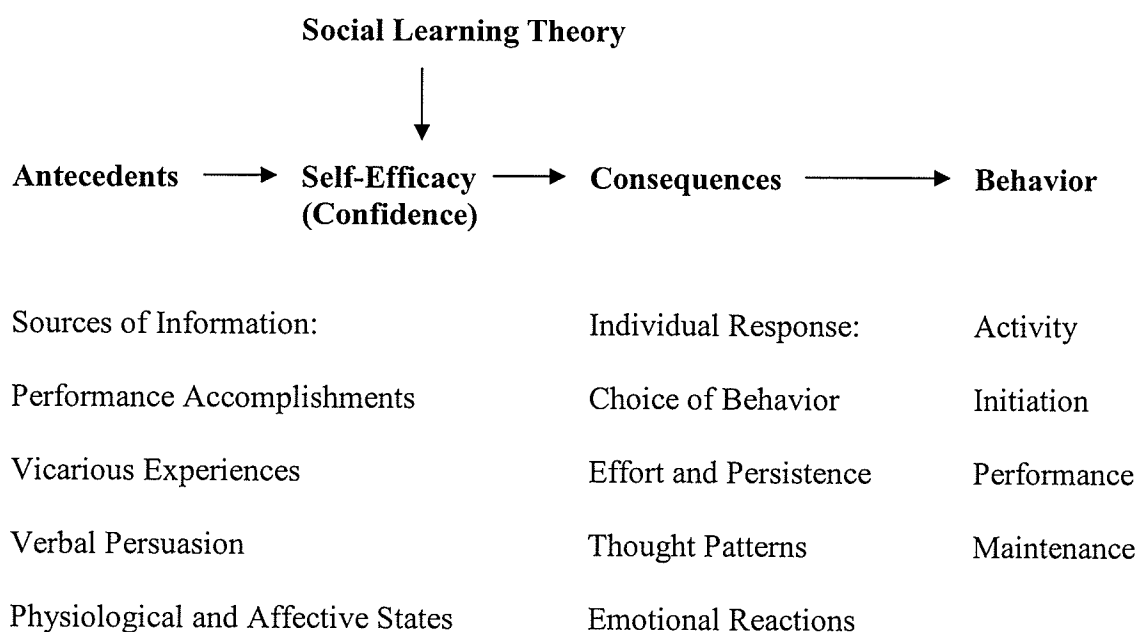 Social Learning Theory
Antecedents
Self-Efficacy
(Confidence)
Consequences
Behavior
Sources of Information:
Performance Accomplishments
Vicarious Experiences
Verbal Persuasion
Physiological and Affective States
Individual Response:
Choice of Behavior
Effort and Persistence
Thought Patterns
Emotional Reactions
Activity
Initiation
Performance
Maintenance